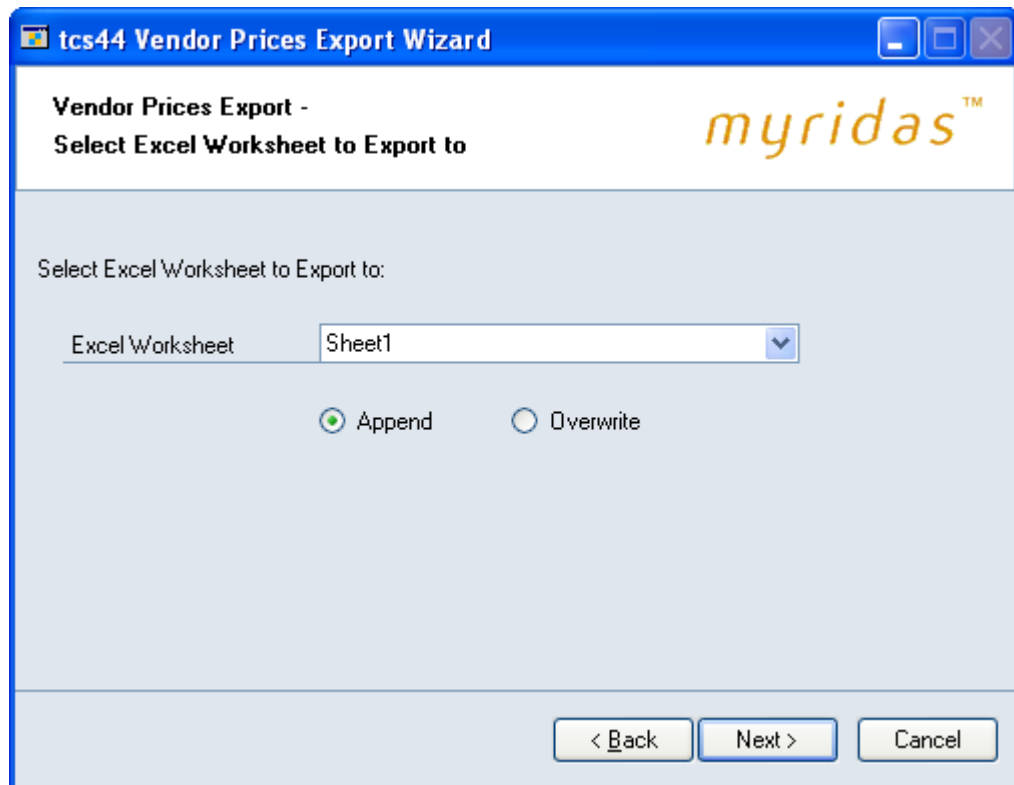 tcs44 Vendor Prices Export Wizard
Vendor Prices Export -
Select Excel Worksheet to Export to
myridas™
Select Excel Worksheet to Export to:
Excel Worksheet Sheet1
Append Overwrite
< Back Next > Cancel